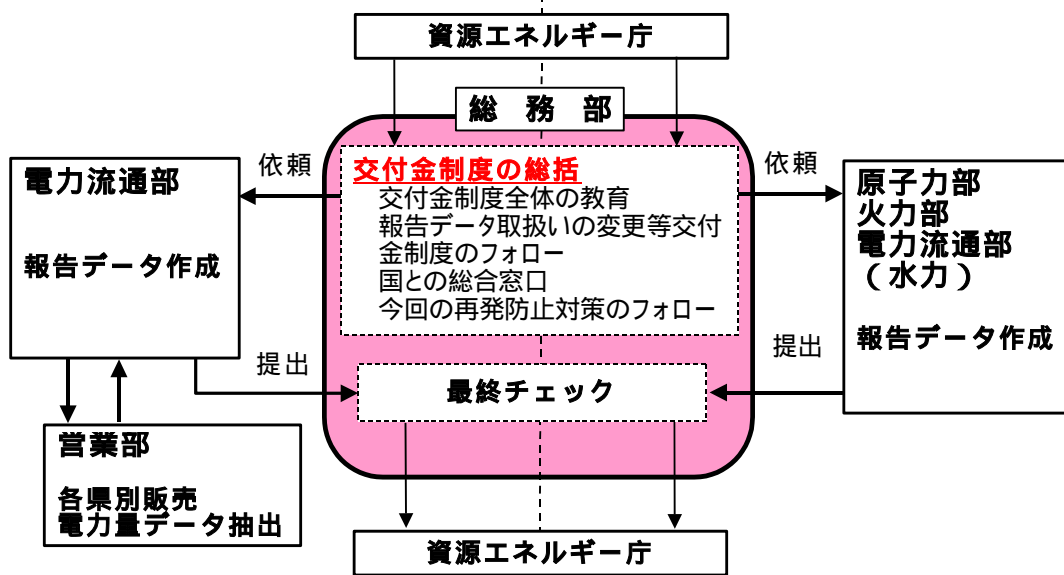 資源エネルギー庁
総務部
交付金制度の総括
交付金制度全体の教育
報告データ取扱いの変更等交付
金制度のフォロー
国との総合窓口
今回の再発防止対策のフォロー
依頼
依頼
電力流通部
報告データ作成
原子力部
火力部
電力流通部
（水力）
報告データ作成
提出
提出
最終チェック
営業部
各県別販売
電力量データ抽出
資源エネルギー庁